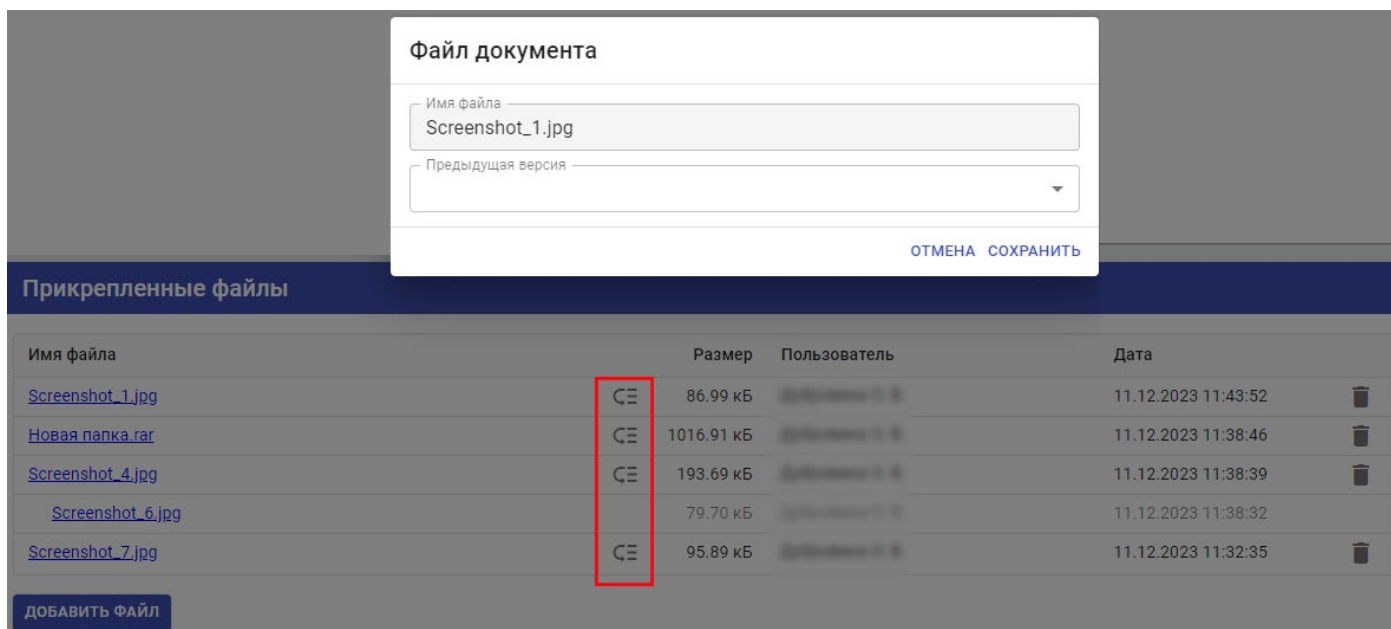 Файл документа
Имя файла
Screenshot_1.jpg
Предыдущая версия
ОТМЕНА СОХРАНИТЬ
Прикрепленные файлы
Имя файла Размер Пользователь Дата
Screenshot_1.jpg 86.99 кБ 11.12.2023 11:43:52
Новая папка.rar 1016.91 кБ 11.12.2023 11:38:46
Screenshot_4.jpg 193.69 кБ 11.12.2023 11:38:39
Screenshot_6.jpg 79.70 кБ 11.12.2023 11:38:32
Screenshot_7.jpg 95.89 кБ 11.12.2023 11:32:35
ДОБАВИТЬ ФАЙЛ